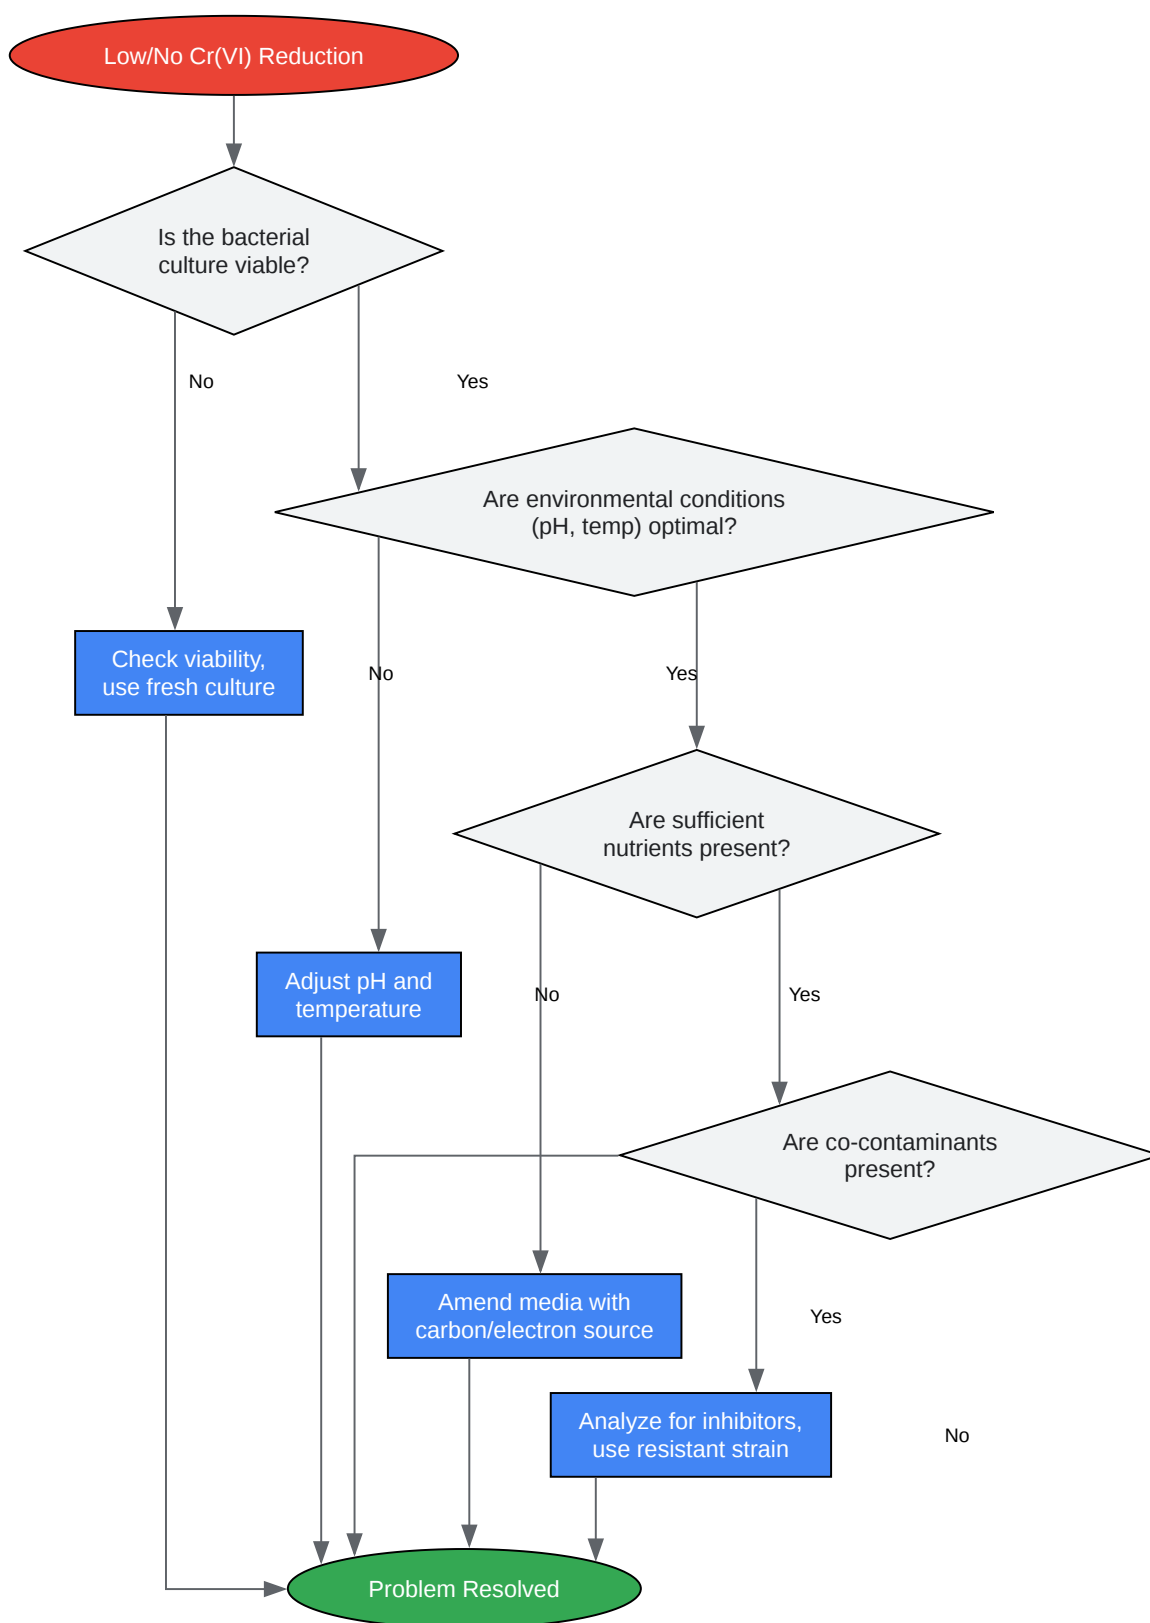 Low/No Cr(VI) Reduction
Is the bacterial
culture viable?
No
Yes
Are environmental conditions
(pH, temp) optimal?
Check viability,
use fresh culture
No
Yes
Are sufficient
nutrients present?
Adjust pH and
temperature
No
Yes
Are co-contaminants
present?
Amend media with
carbon/electron source
Yes
Analyze for inhibitors,
use resistant strain
No
Problem Resolved